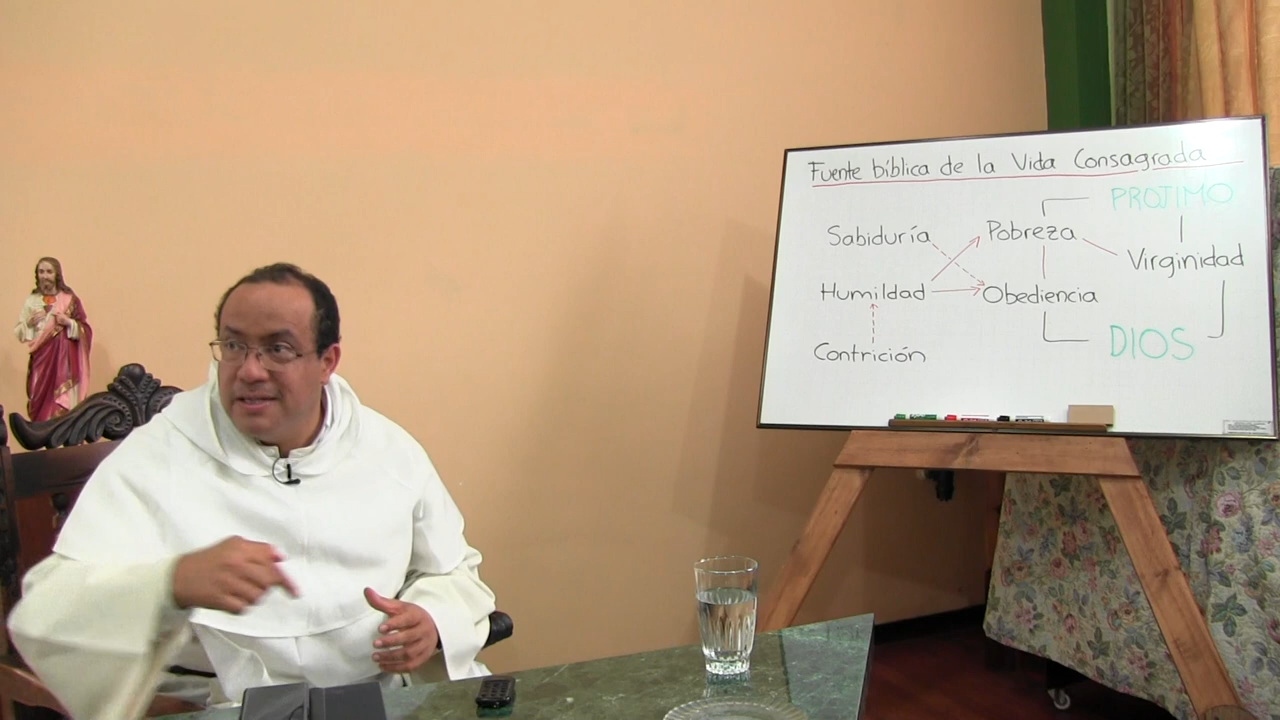 Fuente bíblica de la Vida Consagrada
PROJIMO
Sabiduría
Pobreza
Virginidad
Humildad
Obediencia
DIOS
Contrición